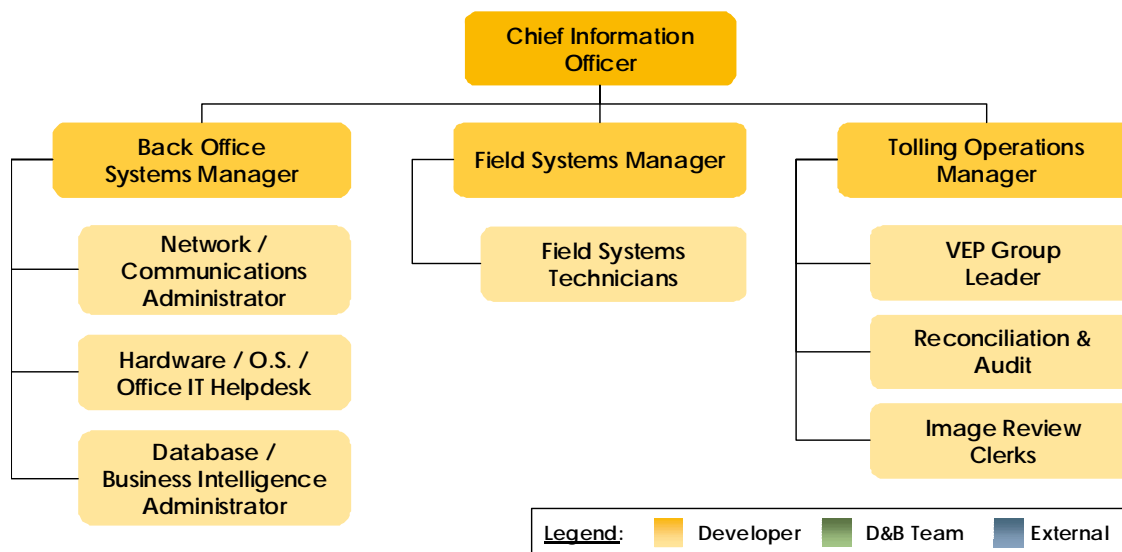 Chief Information
Officer
Back Office
Systems Manager
Network /
Communications
Administrator
Hardware / O.S. /
Office IT Helpdesk
Database /
Business Intelligence
Administrator
Field Systems Manager
Field Systems
Technicians
Tolling Operations
Manager
VEP Group
Leader
Reconciliation &
Audit
Image Review
Clerks
Legend: Developer D&B Team External